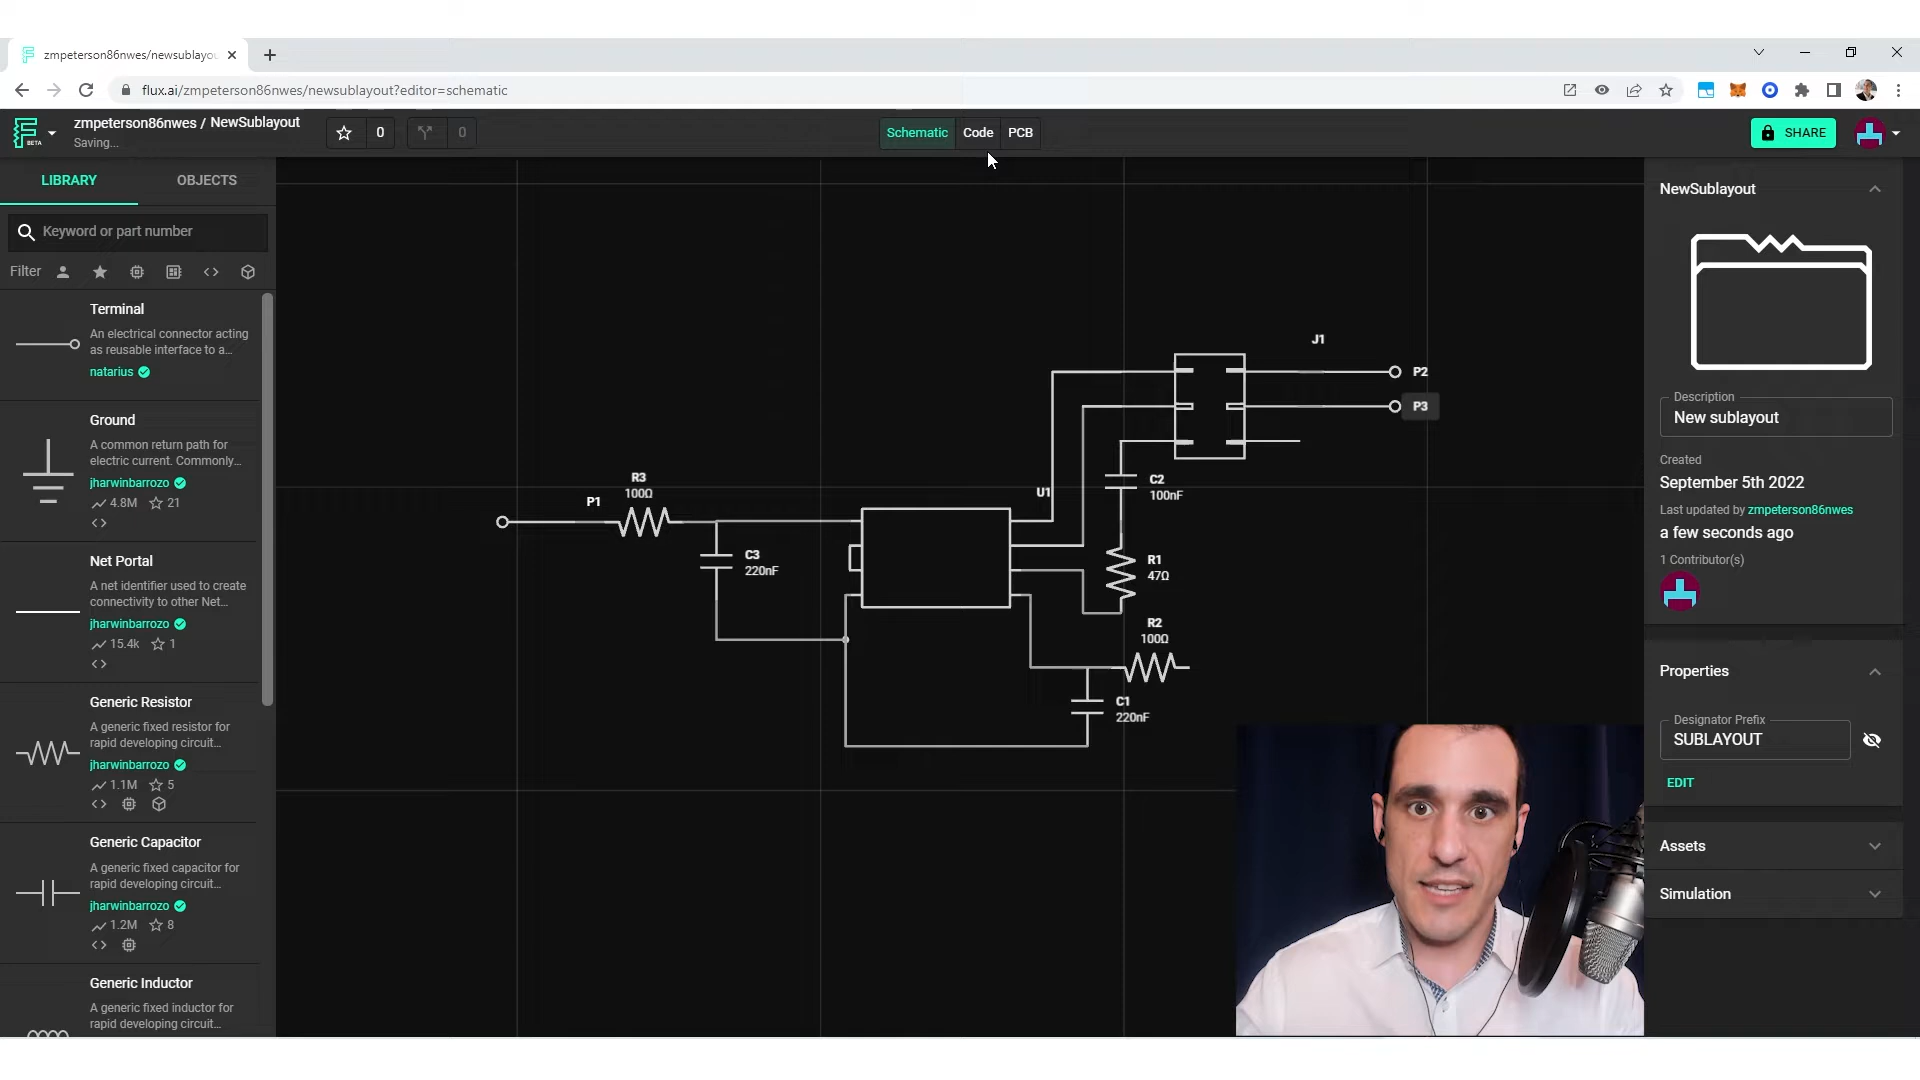 zmpeterson86nwes/newsublayou
flux.ai/zmpeterson86nwes/newsublayout?editor=schematic
BETA
zmpeterson86nwes / NewSublayout
Saving...
0
0
Schematic
Code
PCB
SHARE
LIBRARY
OBJECTS
Keyword or part number
Filter
Terminal
An electrical connector acting
as reusable interface to a...
natarius
Ground
A common return path for
electric current. Commonly...
jharwinbarrozo
4.8M
21
Net Portal
A net identifier used to create
connectivity to other Net...
jharwinbarrozo
15.4k
1
Generic Resistor
A generic fixed resistor for
rapid developing circuit...
jharwinbarrozo
1.1M
5
Generic Capacitor
A generic fixed capacitor for
rapid developing circuit...
jharwinbarrozo
1.2M
8
Generic Inductor
A generic fixed inductor for
rapid developing circuit...
J1
P2
P3
R3
100Ω
P1
U1
C2
100nF
C3
220nF
R1
47Ω
R2
100Ω
C1
220nF
NewSublayout
Description
New sublayout
Created
September 5th 2022
Last updated by zmpeterson86nwes
a few seconds ago
1 Contributor(s)
Properties
Designator Prefix
SUBLAYOUT
EDIT
Assets
Simulation